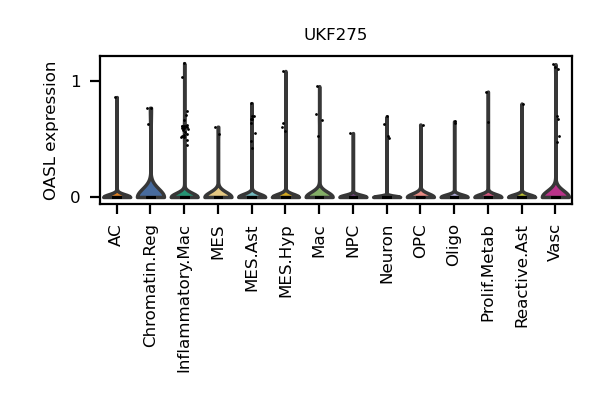 UKF275
OASL expression
1
0
AC
Chromatin.Reg
Inflammatory.Mac
MES
MES.Ast
MES.Hyp
Mac
NPC
Neuron
OPC
Oligo
Prolif.Metab
Reactive.Ast
Vasc